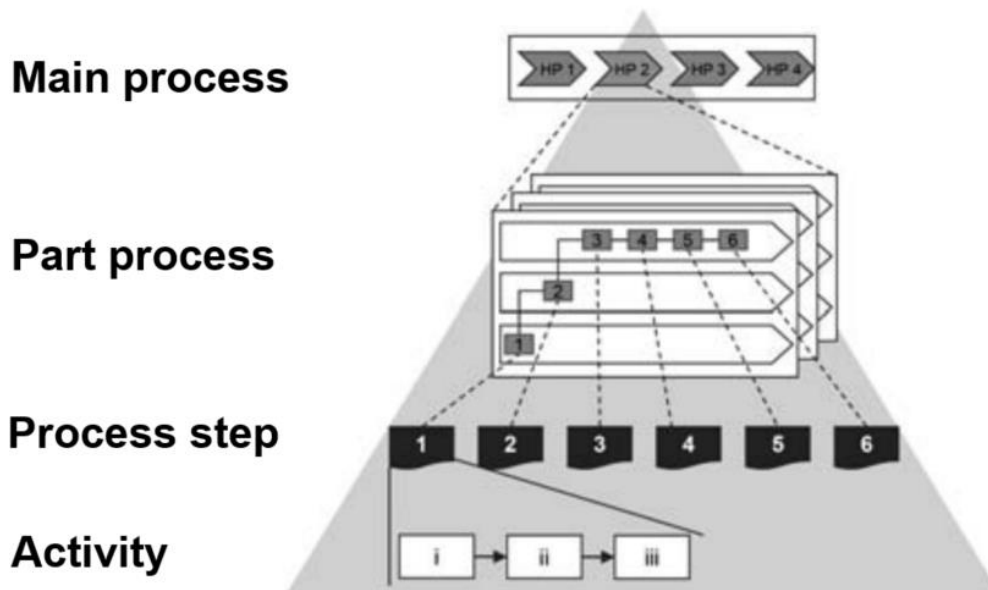 Main process
HP 1 HP 2 HP 3 HP 4
Part process
3 4 5 6
2
1
Process step
1 2 3 4 5 6
Activity
i ii iii